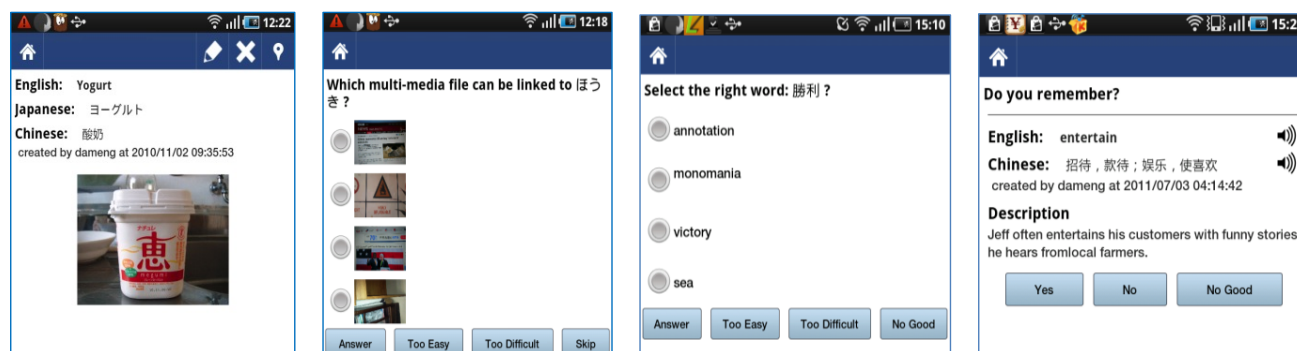 12:22
English: Yogurt
Japanese: ヨーグルト
Chinese: 酸奶
created by dameng at 2010/11/02 09:35:53
恵
megumi
12:18
Which multi-media file can be linked to ほう
き ?
Answer
Too Easy
Too Difficult
Skip
15:10
Select the right word: 勝利 ?
annotation
monomania
victory
sea
Answer
Too Easy
Too Difficult
No Good
15:2
Do you remember?
English: entertain
Chinese: 招待，款待；娱乐，使喜欢
created by dameng at 2011/07/03 04:14:42
Description
Jeff often entertains his customers with funny stories
he hears fromlocal farmers.
Yes
No
No Good